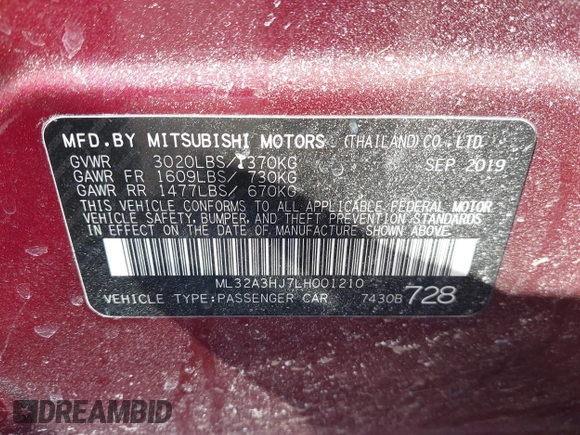 MFD.BY MITSUBISHI MOTORS (THAILAND) CO., LTD.
GVWR 3020LBS/1370KG SEP 2019
GAWR FR 1609LBS/ 730KG
GAWR RR 1477LBS/ 670KG
THIS VEHICLE CONFORMS TO ALL APPLICABLE FEDERAL MOTOR
VEHICLE SAFETY, BUMPER, AND THEFT PREVENTION STANDARDS
IN EFFECT ON THE DATE OF MANUFACTURE SHOWN ABOVE.
ML32A3HJ7LH001210
VEHICLE TYPE:PASSENGER CAR 7430B 728
DREAMBID